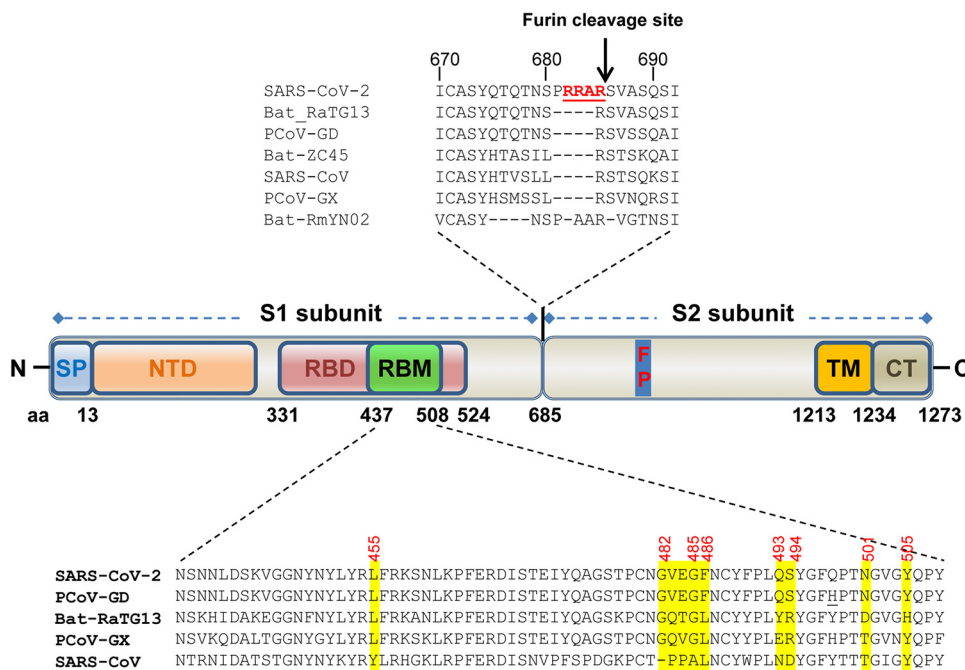 Furin cleavage site
670 680 690
SARS-CoV-2 ICASYQTQTNSPRRARSVASQSI
Bat_RaTG13 ICASYQTQTNS----RSVASQSI
PCoV-GD ICASYQTQTNS----RSVSSQAI
Bat-ZC45 ICASYHTASIL----RSTSKQAI
SARS-CoV ICASYHTVSLL----RSTSQKSI
PCoV-GX ICASYHSMSSL----RSVNQRSI
Bat-RmYN02 VCASY----NSP-AAR-VGTNSI
S1 subunit S2 subunit
N SP NTD RBD RBM FP TM CT C
aa 13 331 437 508 524 685 1213 1234 1273
455 482 485 486 493 494 501 505
SARS-CoV-2 NSNNLDSKVGGNYNYLYRLFRKSNLKPFERDISTEIYQAGSTPCNGVEGFNCYFPLQSYGFQPTNGVGYQPY
PCoV-GD NSNNLDSKVGGNYNYLYRLFRKSNLKPFERDISTEIYQAGSTPCNGVEGFNCYFPLQSYGFHPTNGVGYQPY
Bat-RaTG13 NSKHIDAKEGGNFNYLYRLFRKANLKPFERDISTEIYQAGSKPCNGQTGLNCYYPLYRYGFYPTDGVGHQPY
PCoV-GX NSVKQDALTGGNYGYLYRLFRKSKLKPFERDISTEIYQAGSTPCNGQVGLNCYYPLERYGFHPTTGVNYQPF
SARS-CoV NTRNIDATSTGNYNYKYRYLRHGKLRPFERDISNVPFSPDGKPCT-PPALNCYWPLNDYGFYTTTGIGYQPY